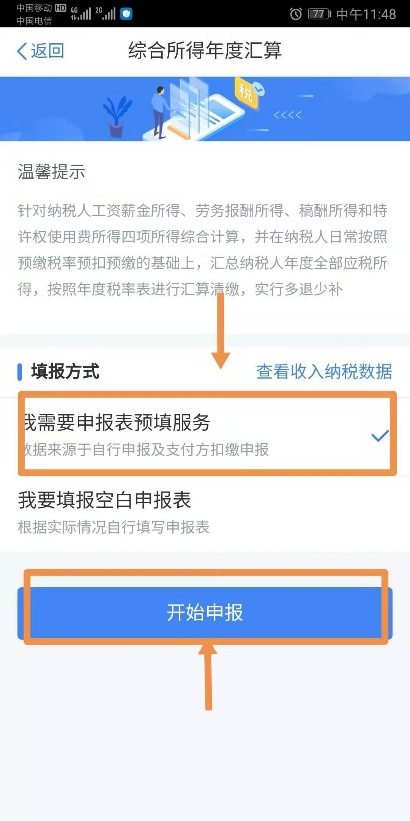 中国移动 HD 4G 2G
中国电信
77 中午11:48
返回 综合所得年度汇算
税
温馨提示
针对纳税人工资薪金所得、劳务报酬所得、稿酬所得和特
许权使用费所得四项所得综合计算，并在纳税人日常按照
预缴税率预扣预缴的基础上，汇总纳税人年度全部应税所
得，按照年度税率表进行汇算清缴，实行多退少补
填报方式 查看收入纳税数据
我需要申报表预填服务
数据来源于自行申报及支付方扣缴申报
我要填报空白申报表
根据实际情况自行填写申报表
开始申报